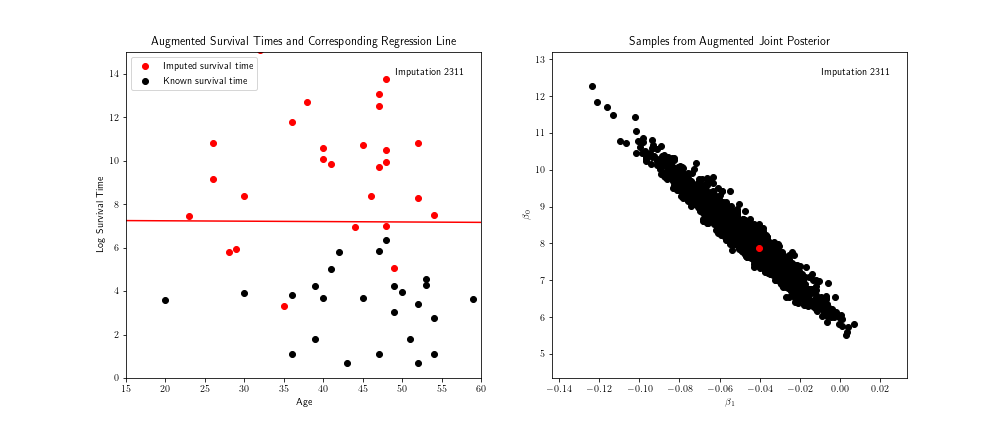 Augmented Survival Times and Corresponding Regression Line
Imputed survival time
Known survival time
Imputation 2311
Log Survival Time
14
12
10
8
6
4
2
0
15 20 25 30 35 40 45 50 55 60
Age
Samples from Augmented Joint Posterior
Imputation 2311
β0
13
12
11
10
9
8
7
6
5
−0.14 −0.12 −0.10 −0.08 −0.06 −0.04 −0.02 0.00 0.02
β1